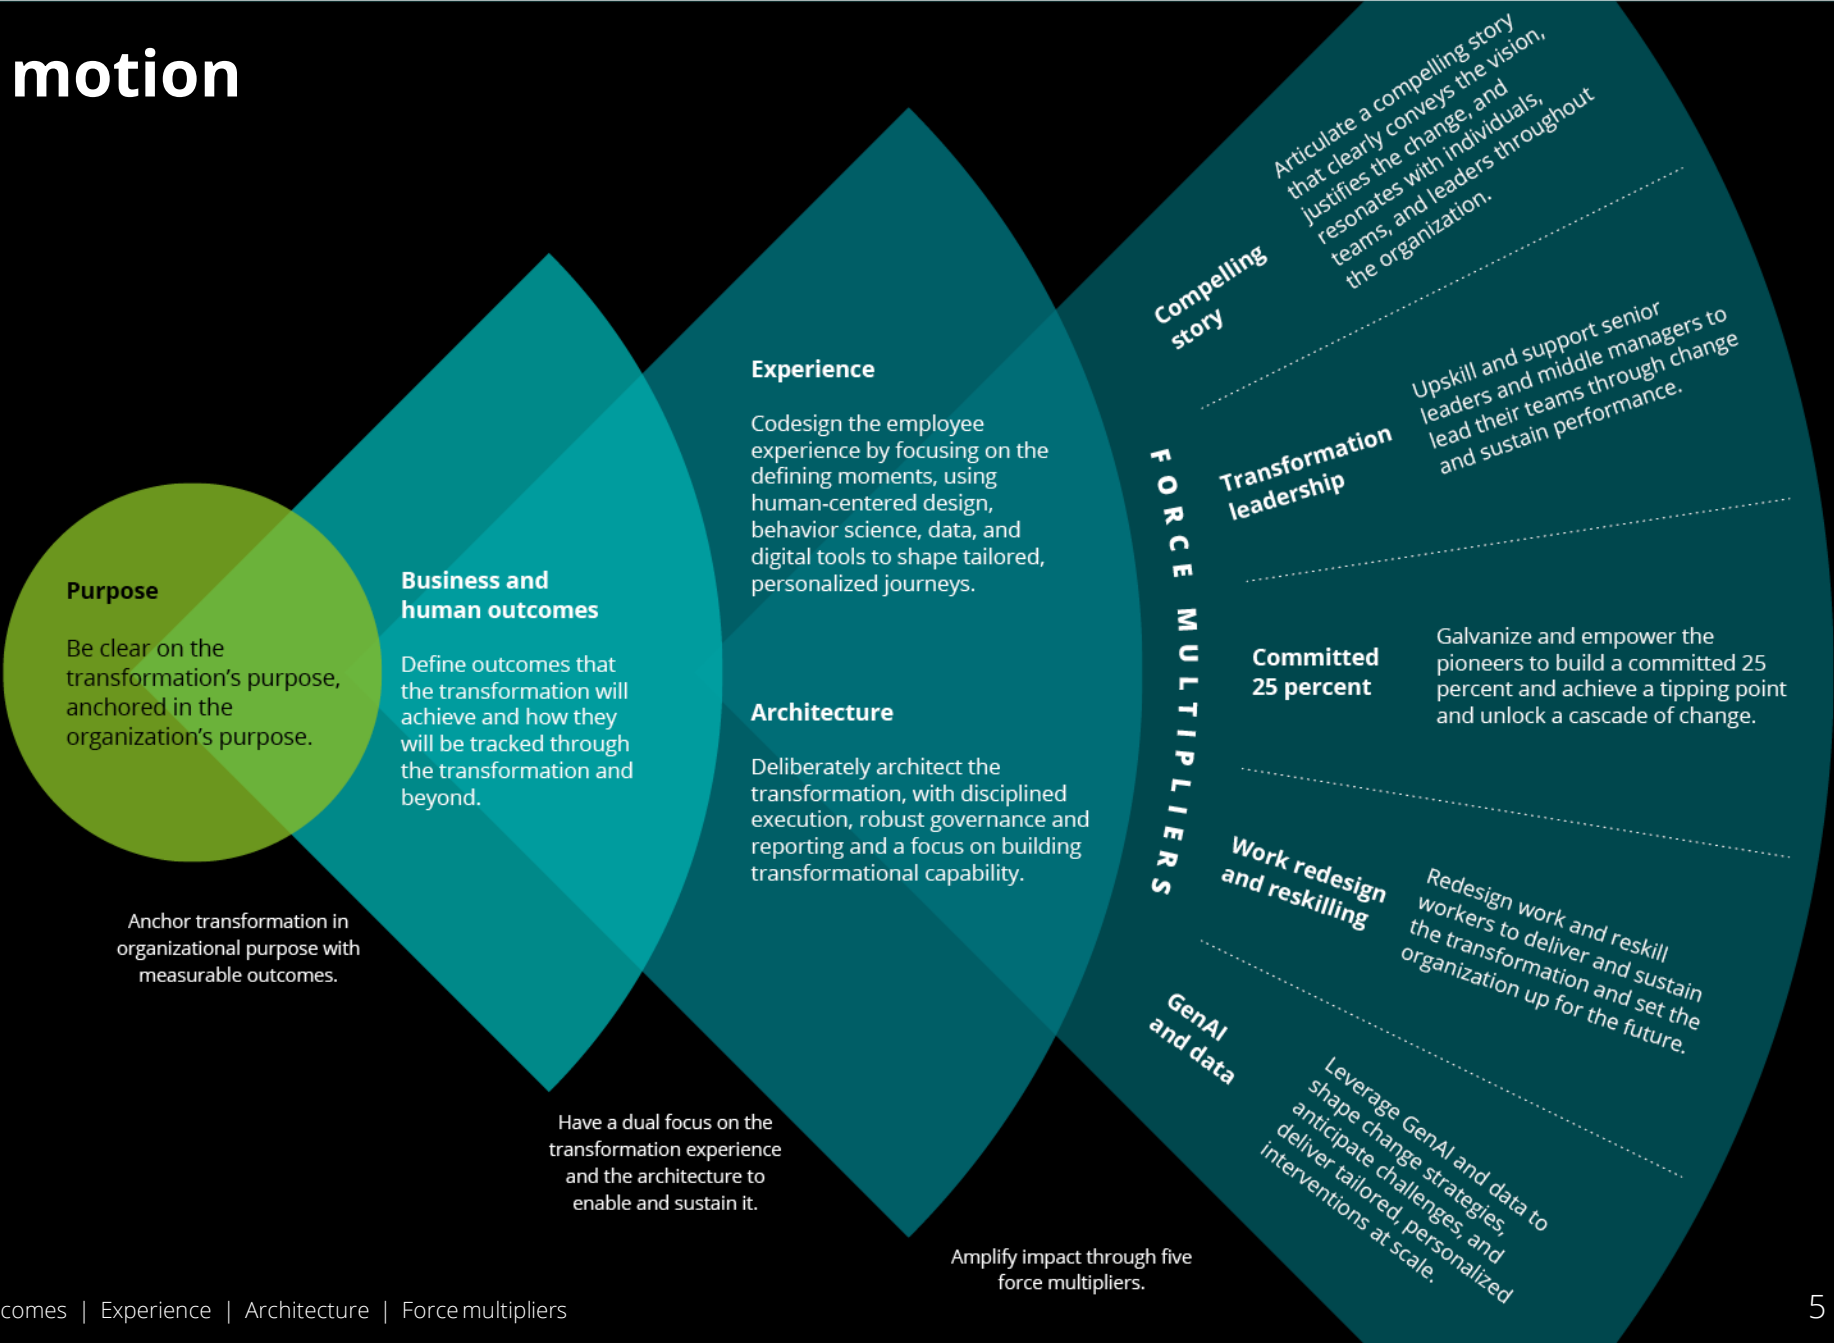 motion
Purpose
Be clear on the
transformation’s purpose,
anchored in the
organization’s purpose.
Anchor transformation in
organizational purpose with
measurable outcomes.
Business and
human outcomes
Define outcomes that
the transformation will
achieve and how they
will be tracked through
the transformation and
beyond.
Have a dual focus on the
transformation experience
and the architecture to
enable and sustain it.
Experience
Codesign the employee
experience by focusing on the
defining moments, using
human-centered design,
behavior science, data, and
digital tools to shape tailored,
personalized journeys.
Architecture
Deliberately architect the
transformation, with disciplined
execution, robust governance and
reporting and a focus on building
transformational capability.
Amplify impact through five
force multipliers.
FORCE MULTIPLIERS
Compelling
story
Articulate a compelling story
that clearly conveys the vision,
justifies the change, and
resonates with individuals,
teams, and leaders throughout
the organization.
Transformation
leadership
Upskill and support senior
leaders and middle managers to
lead their teams through change
and sustain performance.
Committed
25 percent
Galvanize and empower the
pioneers to build a committed 25
percent and achieve a tipping point
and unlock a cascade of change.
Work redesign
and reskilling
Redesign work and reskill
workers to deliver and sustain
the transformation and set the
organization up for the future.
GenAI
and data
Leverage GenAI and data to
shape change strategies,
anticipate challenges, and
deliver tailored, personalized
interventions at scale.
comes | Experience | Architecture | Force multipliers
5